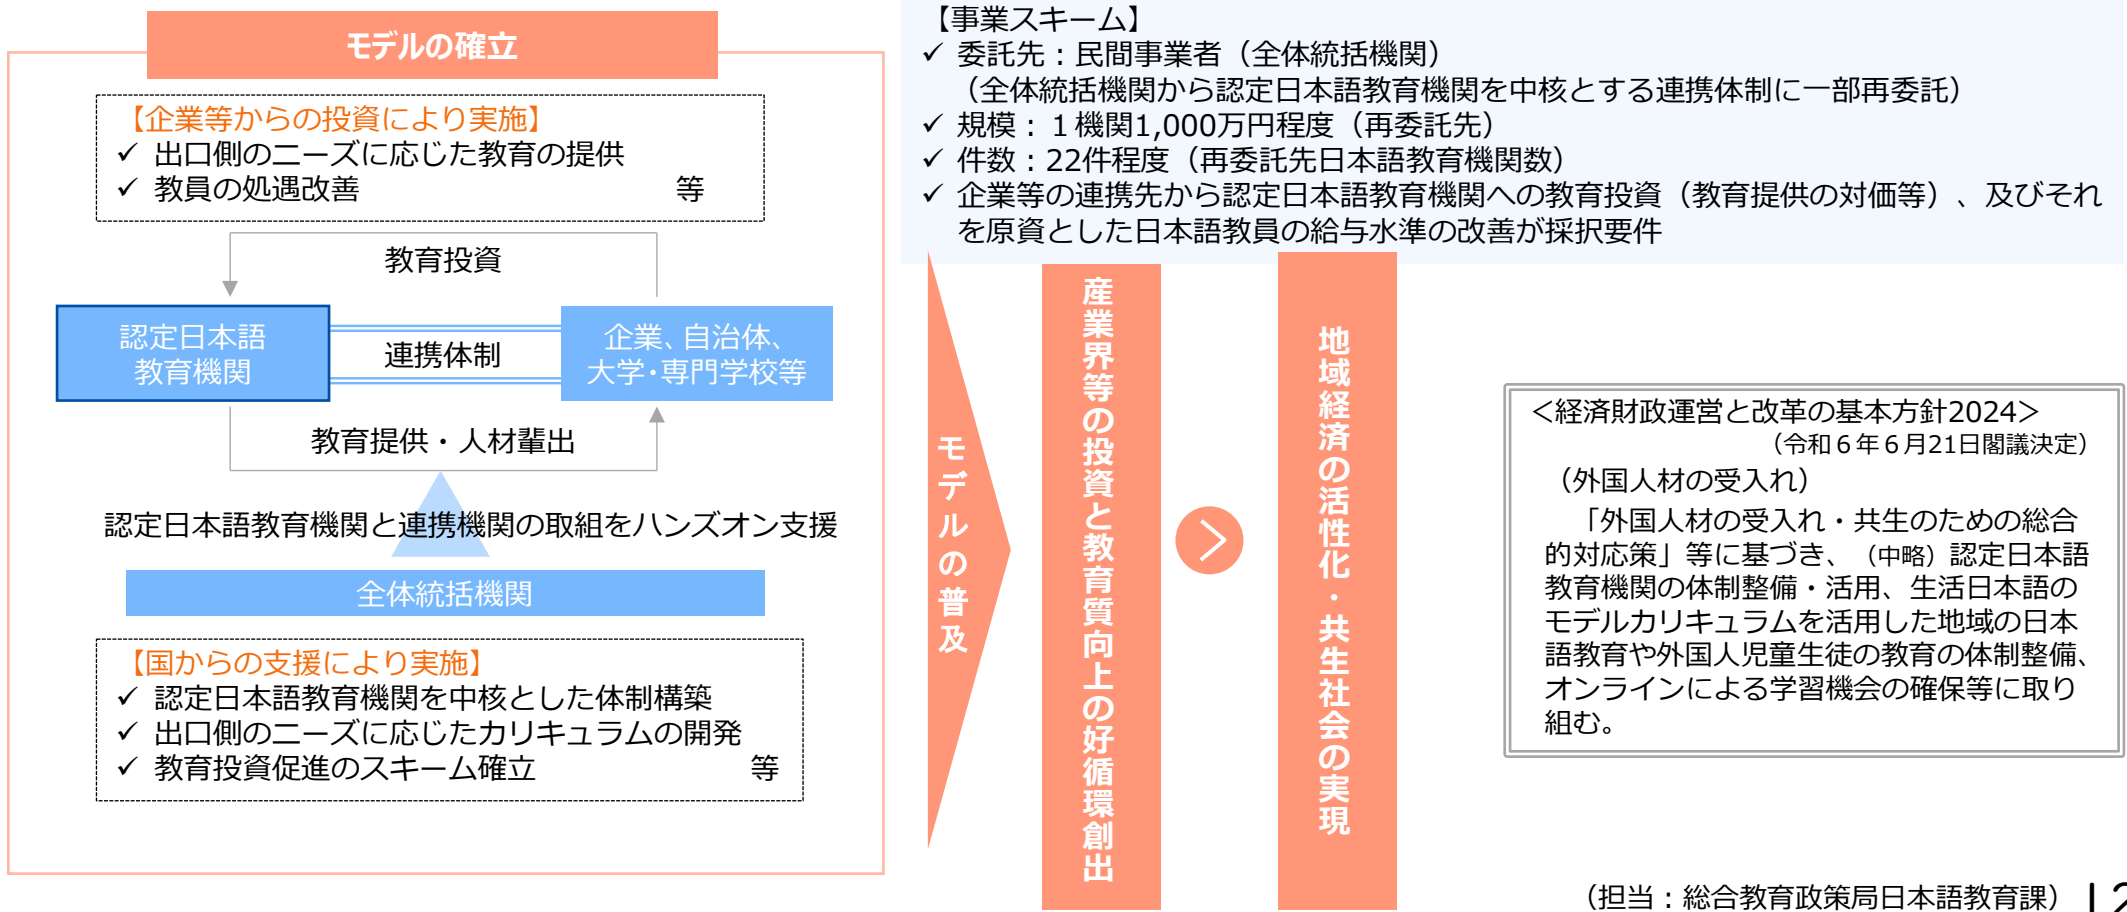 モデルの確立
【企業等からの投資により実施】
✓ 出口側のニーズに応じた教育の提供
✓ 教員の処遇改善 等
教育投資
認定日本語
教育機関
連携体制
企業、自治体、
大学・専門学校等
教育提供・人材輩出
認定日本語教育機関と連携機関の取組をハンズオン支援
全体統括機関
【国からの支援により実施】
✓ 認定日本語教育機関を中核とした体制構築
✓ 出口側のニーズに応じたカリキュラムの開発
✓ 教育投資促進のスキーム確立 等
【事業スキーム】
✓ 委託先：民間事業者（全体統括機関）
（全体統括機関から認定日本語教育機関を中核とする連携体制に一部再委託）
✓ 規模：１機関1,000万円程度（再委託先）
✓ 件数：22件程度（再委託先日本語教育機関数）
✓ 企業等の連携先から認定日本語教育機関への教育投資（教育提供の対価等）、及びそれ
を原資とした日本語教員の給与水準の改善が採択要件
モデルの普及
産業界等の投資と教育質向上の好循環創出
地域経済の活性化・共生社会の実現
＜経済財政運営と改革の基本方針2024＞
（令和６年６月21日閣議決定）
（外国人材の受入れ）
「外国人材の受入れ・共生のための総合
的対応策」等に基づき、（中略）認定日本語
教育機関の体制整備・活用、生活日本語の
モデルカリキュラムを活用した地域の日本
語教育や外国人児童生徒の教育の体制整備、
オンラインによる学習機会の確保等に取り
組む。
（担当：総合教育政策局日本語教育課）